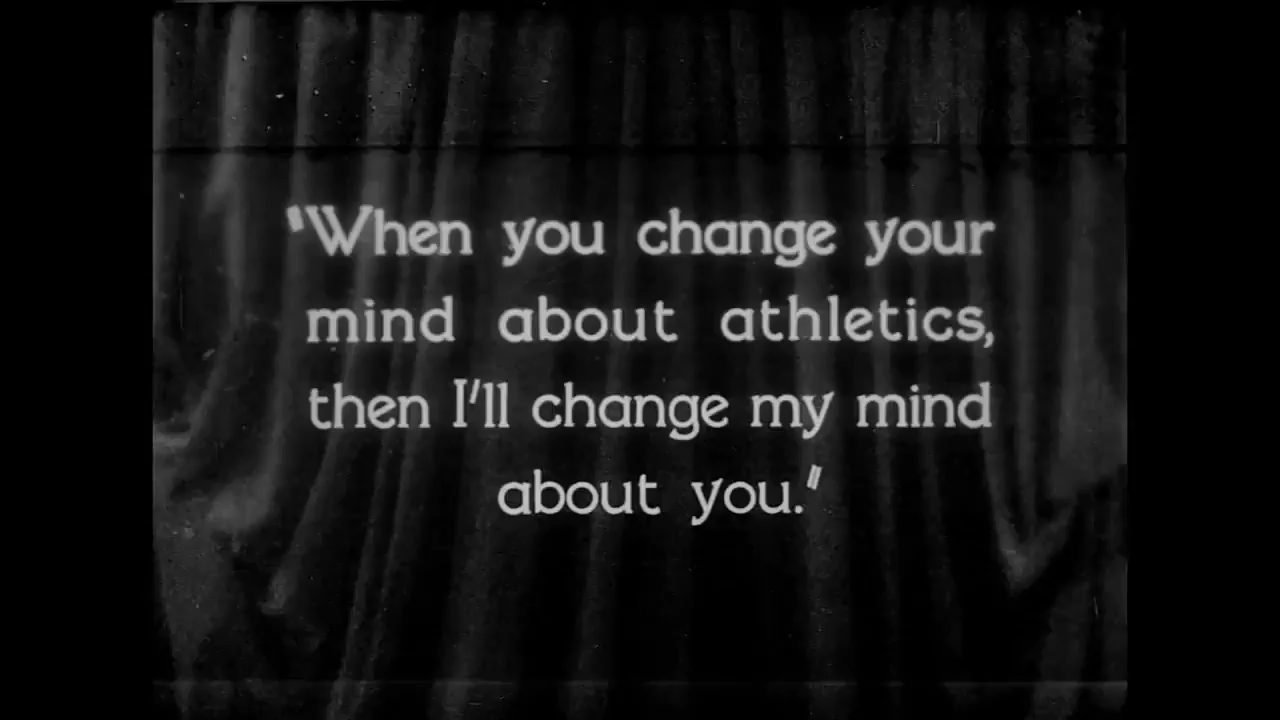 "When you change your
mind about athletics,
then I'll change my mind
about you."